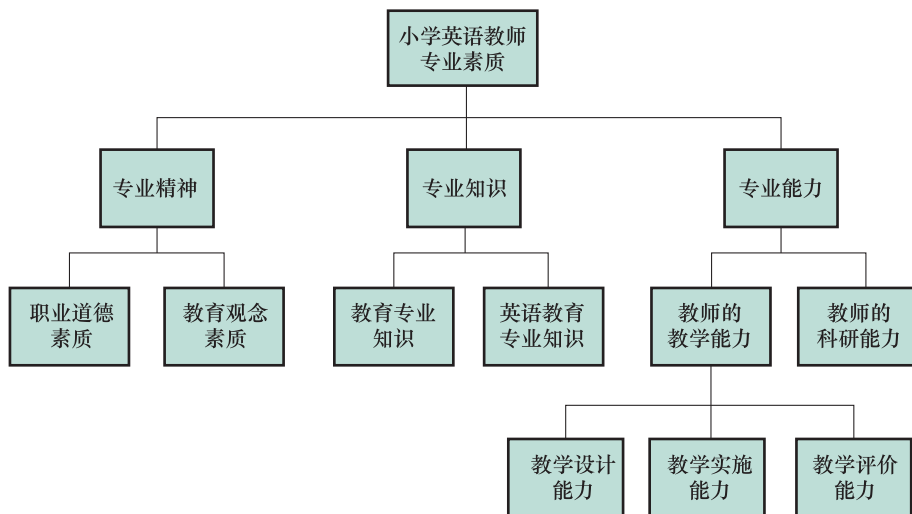 小学英语教师
专业素质
专业精神
专业知识
专业能力
职业道德
素质
教育观念
素质
教育专业
知识
英语教育
专业知识
教师的
教学能力
教师的
科研能力
教学设计
能力
教学实施
能力
教学评价
能力